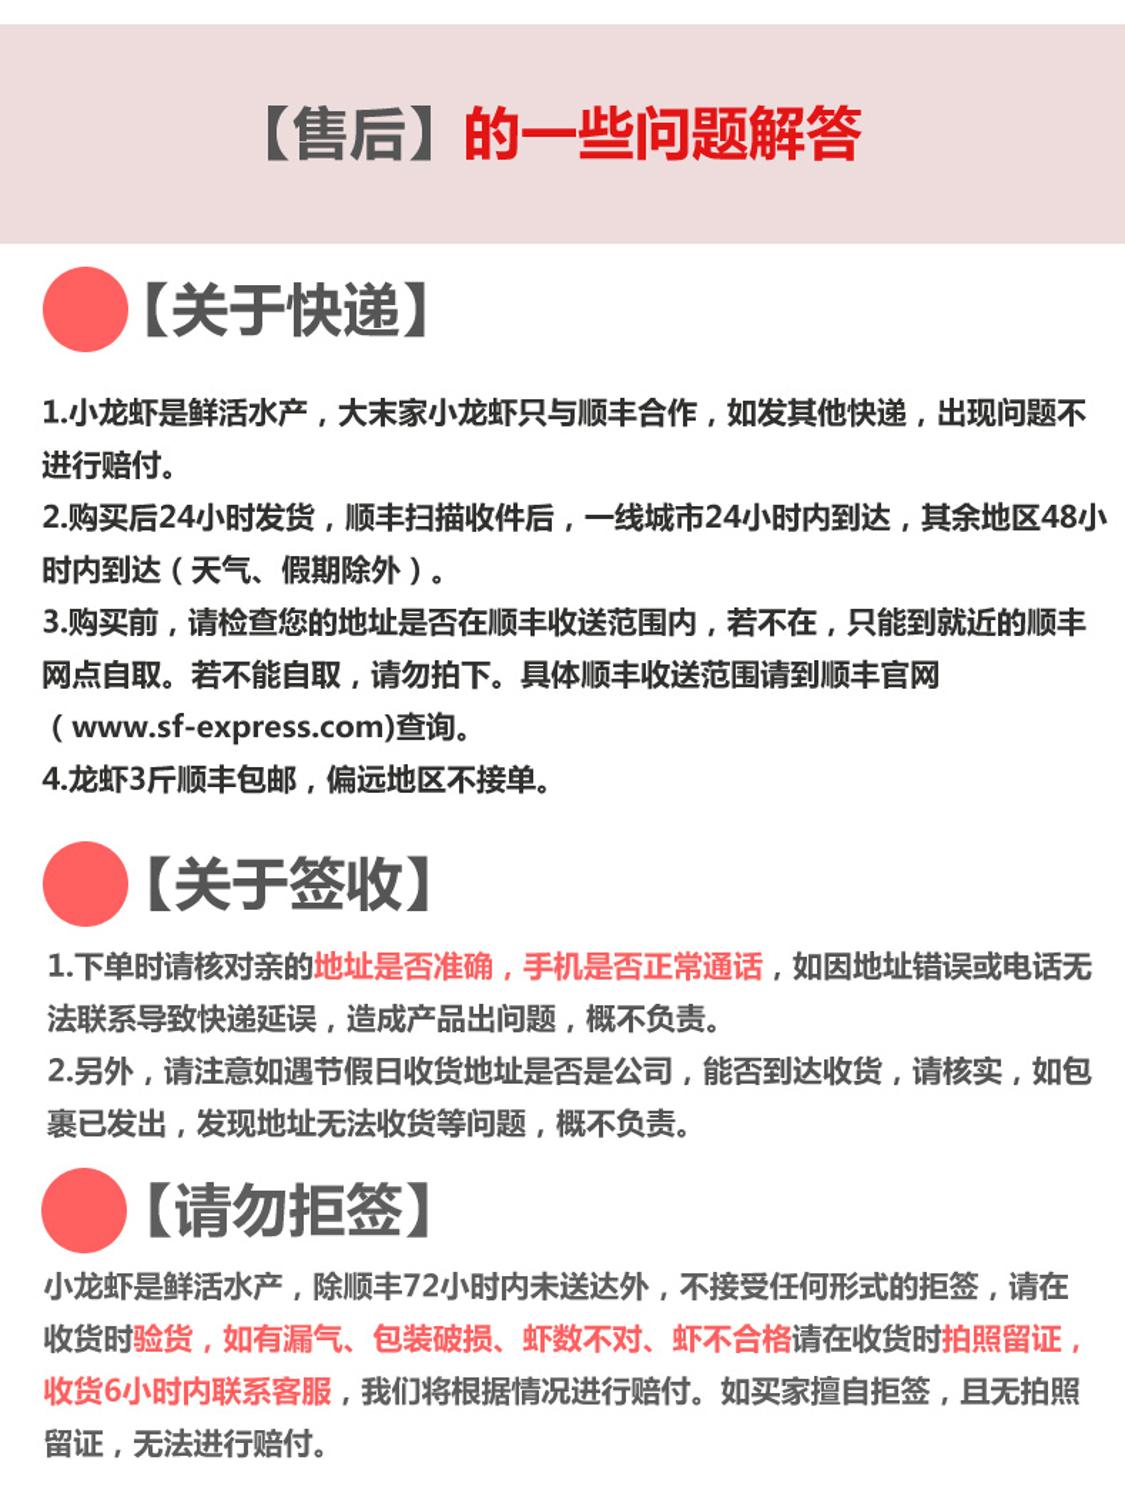 【售后】的一些问题解答
【关于快递】
1.小龙虾是鲜活水产，大末家小龙虾只与顺丰合作，如发其他快递，出现问题不
进行赔付。
2.购买后24小时发货，顺丰扫描收件后，一线城市24小时内到达，其余地区48小
时内到达（天气、假期除外）。
3.购买前，请检查您的地址是否在顺丰收送范围内，若不在，只能到就近的顺丰
网点自取。若不能自取，请勿拍下。具体顺丰收送范围请到顺丰官网
（www.sf-express.com)查询。
4.龙虾3斤顺丰包邮，偏远地区不接单。
【关于签收】
1.下单时请核对亲的地址是否准确，手机是否正常通话，如因地址错误或电话无
法联系导致快递延误，造成产品出问题，概不负责。
2.另外，请注意如遇节假日收货地址是否是公司，能否到达收货，请核实，如包
裹已发出，发现地址无法收货等问题，概不负责。
【请勿拒签】
小龙虾是鲜活水产，除顺丰72小时内未送达外，不接受任何形式的拒签，请在
收货时验货，如有漏气、包装破损、虾数不对、虾不合格请在收货时拍照留证，
收货6小时内联系客服，我们将根据情况进行赔付。如买家擅自拒签，且无拍照
留证，无法进行赔付。